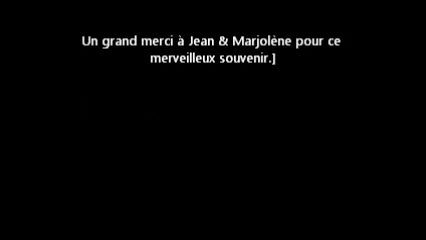 Un grand merci à Jean & Marjolène pour ce
merveilleux souvenir.]